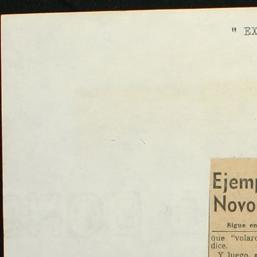 " EX
Ejemp
Novo
Sigue en
que "volaro
dice.
Y luego, a